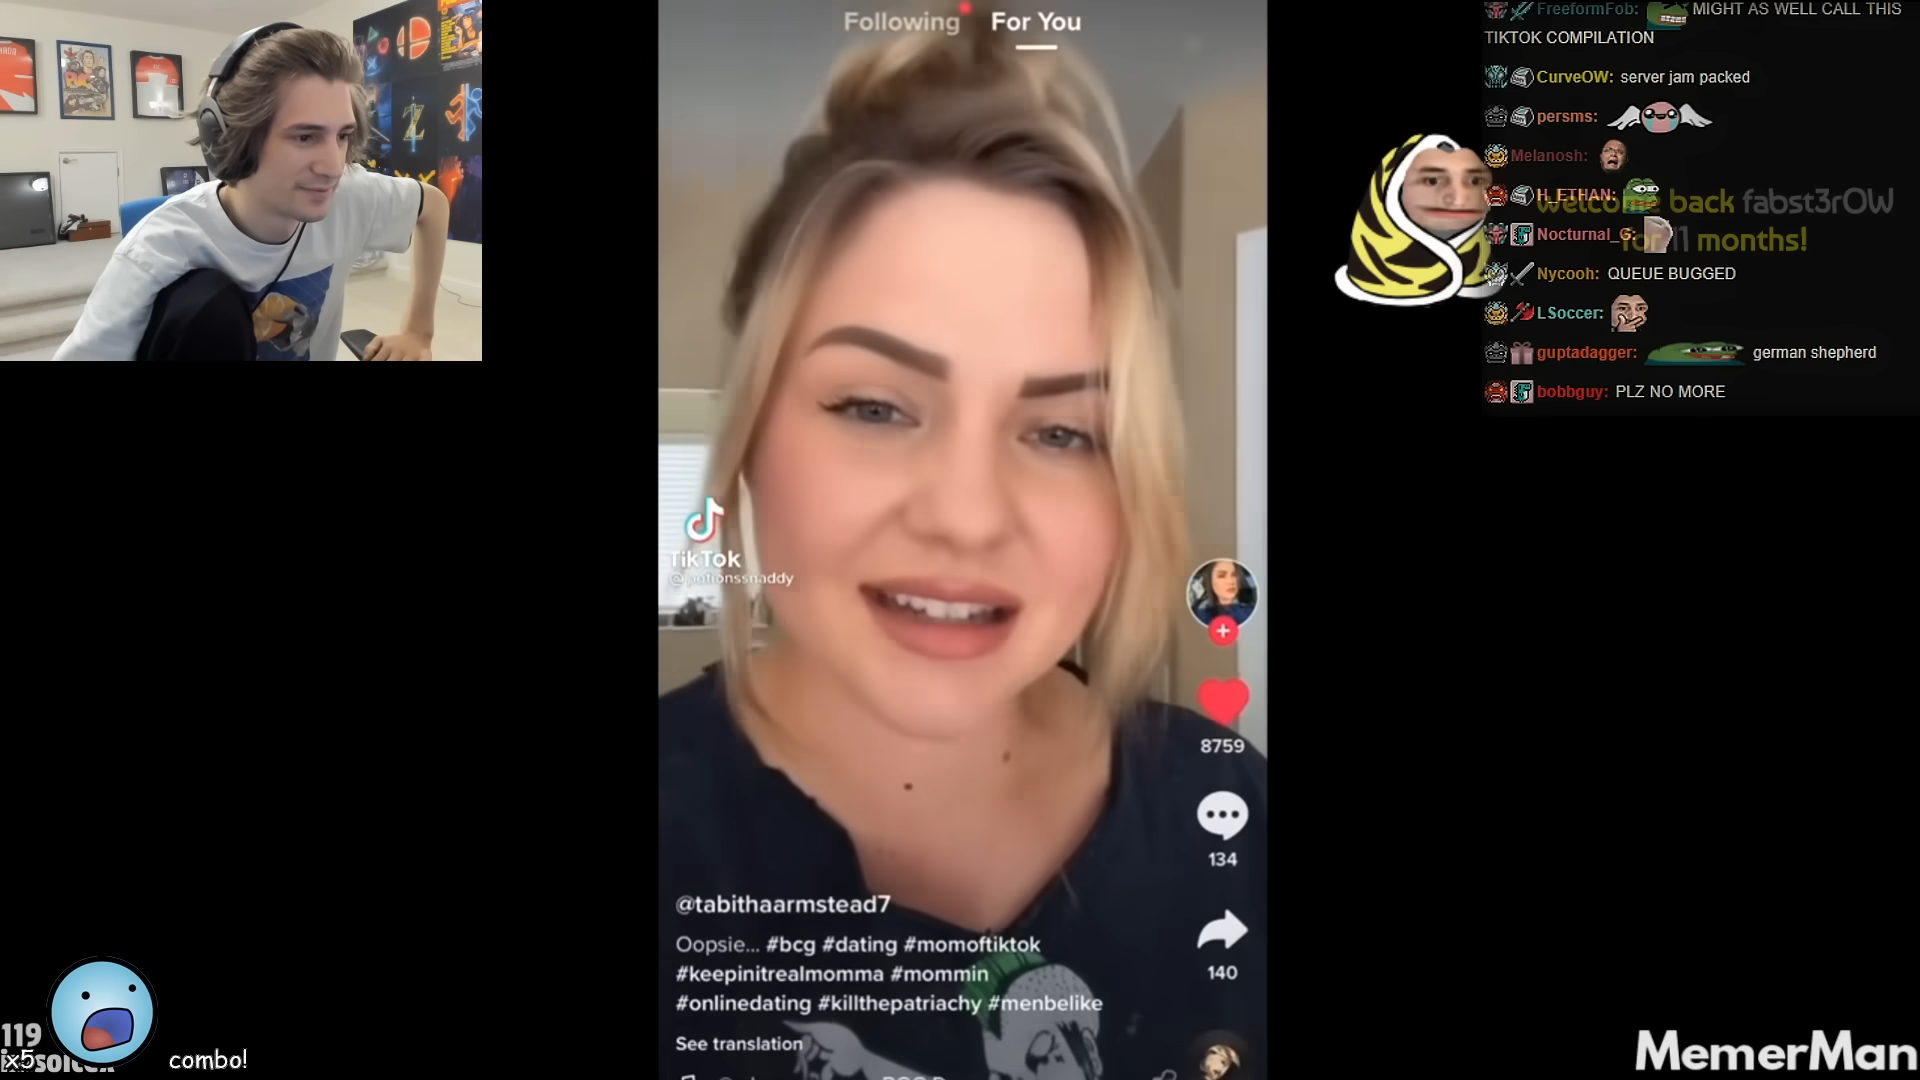 Following
For You
FreeformFob: MIGHT AS WELL CALL THIS
TIKTOK COMPILATION
CurveOW: server jam packed
persms:
Melanosh:
H_ETHAN:
welcome back fabst3rOW
for 11 months!
Nocturnal_G:
Nycooh: QUEUE BUGGED
LSoccer:
guptadagger: german shepherd
bobbguy: PLZ NO MORE
TikTok
8759
134
@tabithaarmstead7
Oopsie... #bcg #dating #momoftiktok
140
#keepinitrealmomma #mommin
#onlinedating #killthepatriachy #menbelike
See translation
119
x5
combo!
MemerMan